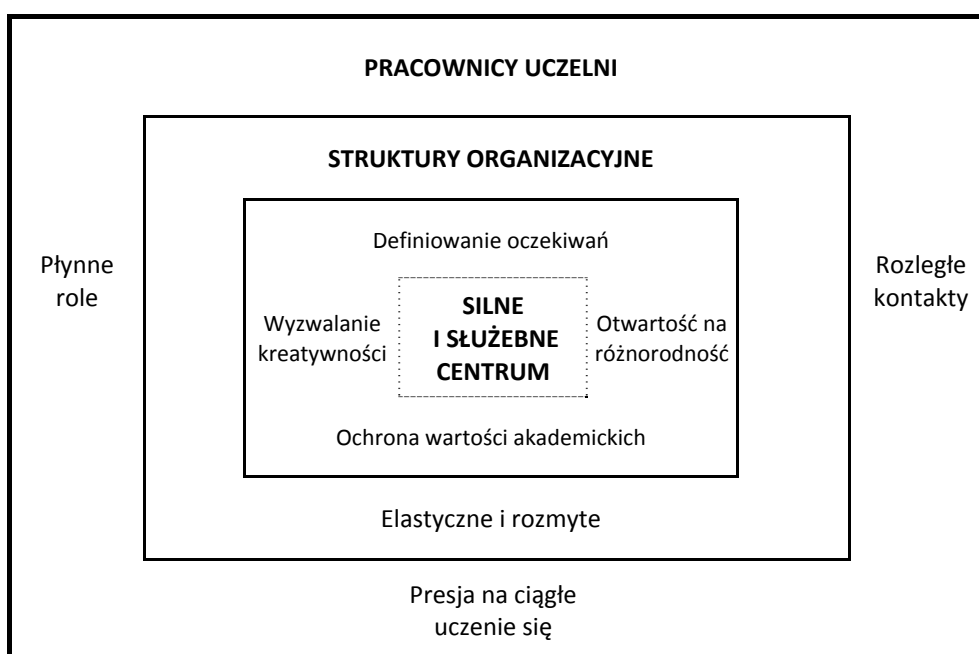 PRACOWNICY UCZELNI
STRUKTURY ORGANIZACYJNE
Definiowanie oczekiwań
Płynne
role
Wyzwalanie
kreatywności
SILNE
I SŁUŻEBNE
CENTRUM
Otwartość na
różnorodność
Rozległe
kontakty
Ochrona wartości akademickich
Elastyczne i rozmyte
Presja na ciągłe
uczenie się